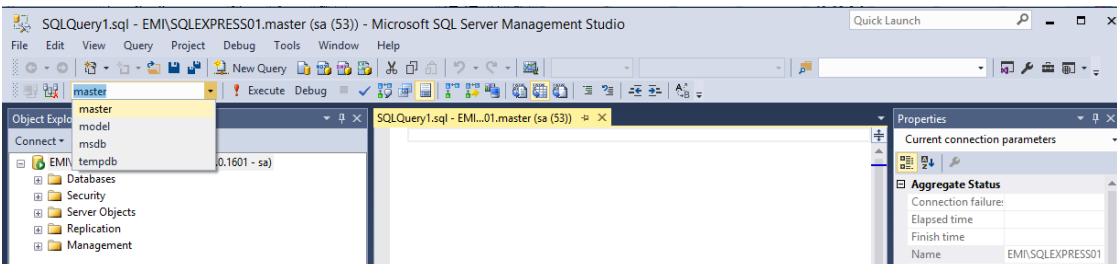 SQLQuery1.sql - EMI\SQLEXPRESS01.master (sa (53)) - Microsoft SQL Server Management Studio
Quick Launch
File Edit View Query Project Debug Tools Window Help
New Query
master
Execute Debug
master
model
msdb
tempdb
Object Explo
Connect
EMI\ .0.1601 - sa)
Databases
Security
Server Objects
Replication
Management
SQLQuery1.sql - EMI...01.master (sa (53))
Properties
Current connection parameters
Aggregate Status
Connection failure
Elapsed time
Finish time
Name EMI\SQLEXPRESS01